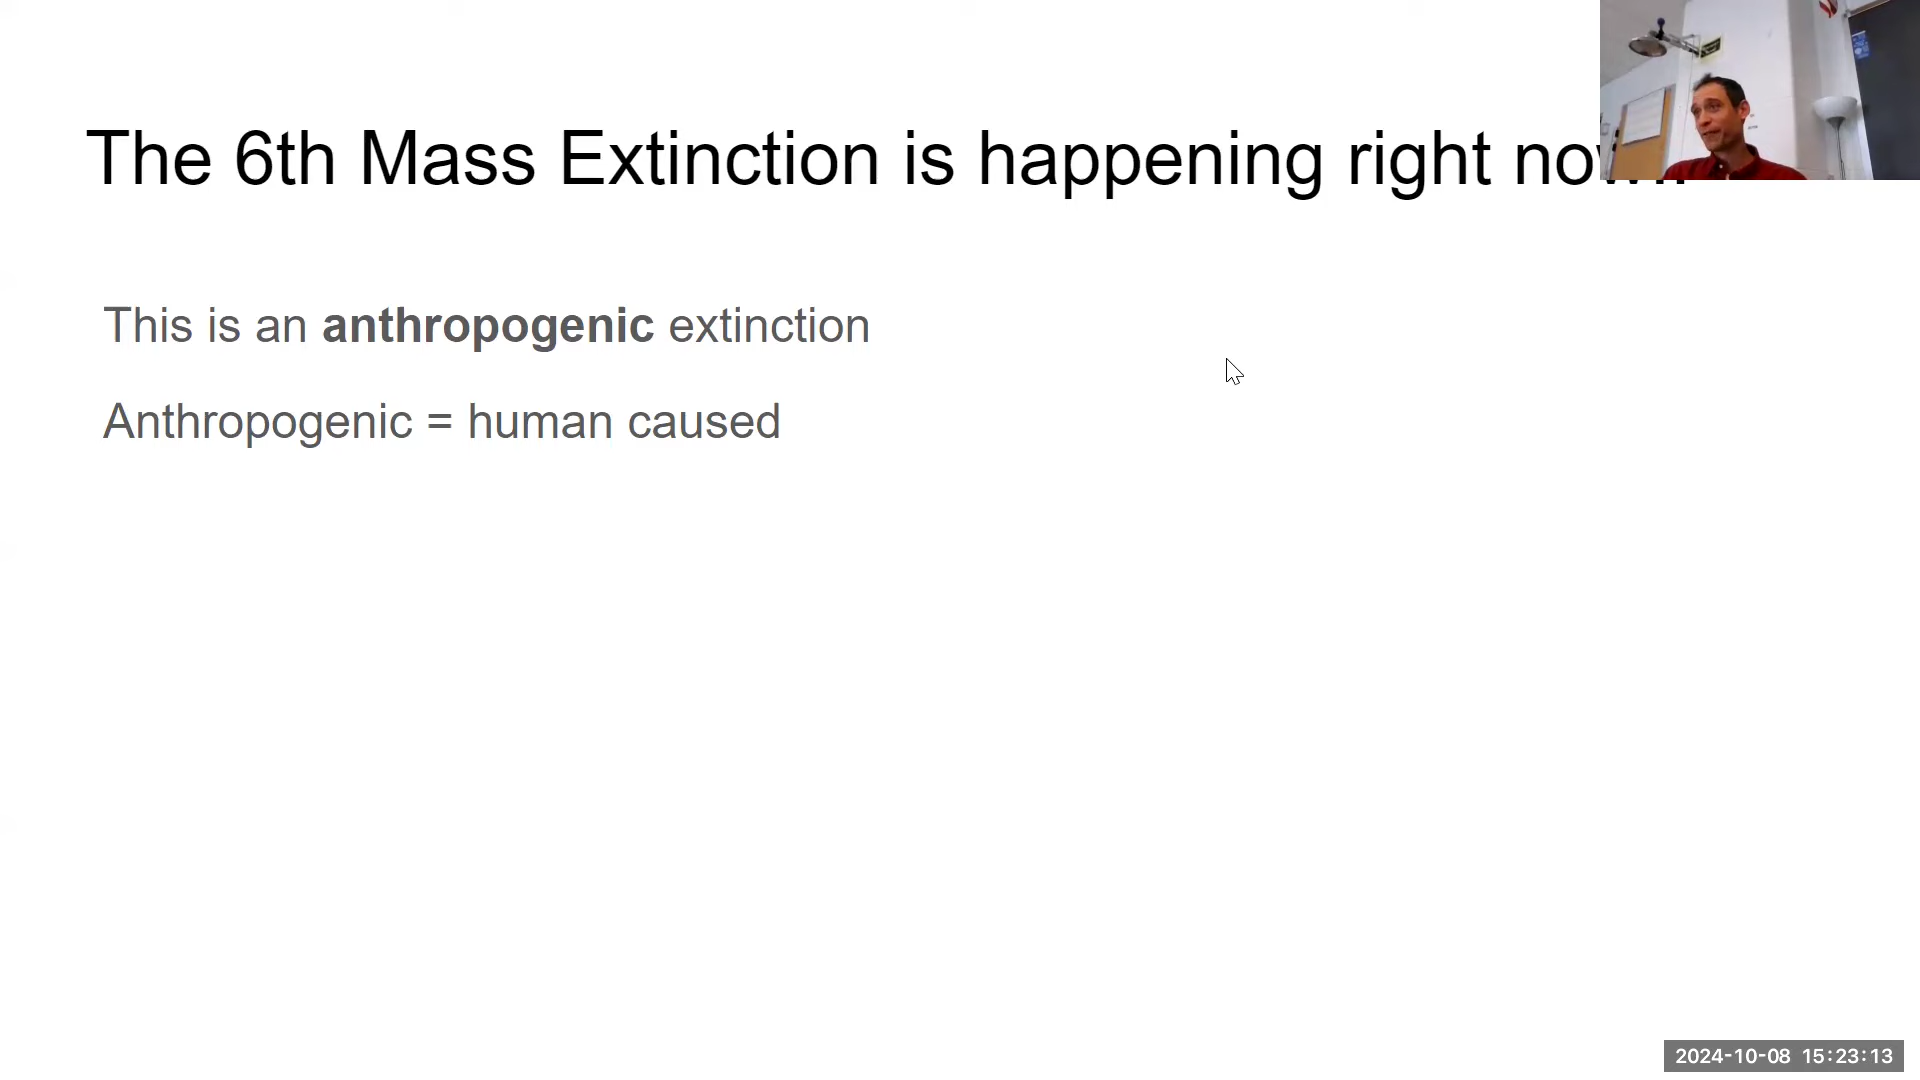 The 6th Mass Extinction is happening right now!
This is an anthropogenic extinction
Anthropogenic = human caused
2024-10-08 15:23:13